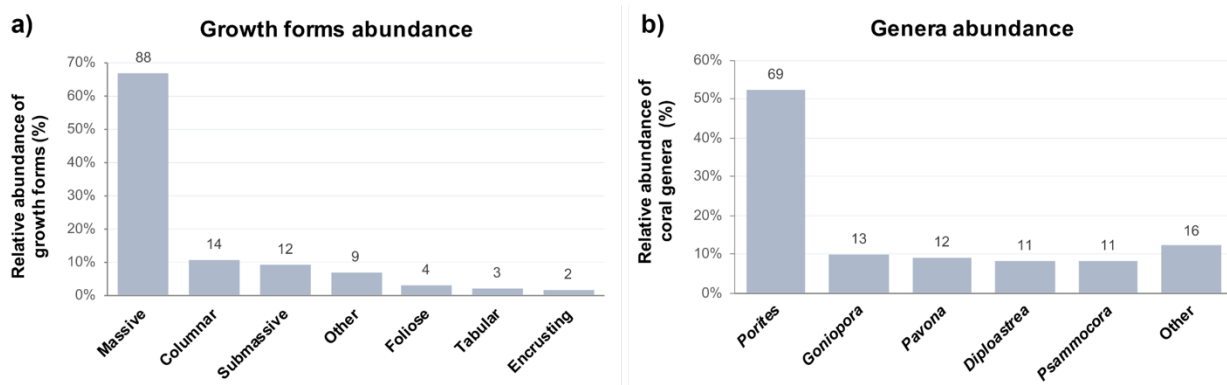 a)
Growth forms abundance
Relative abundance of
growth forms (%)
70%
60%
50%
40%
30%
20%
10%
0%
88
14
12
9
4
3
2
Massive
Columnar
Submassive
Other
Foliose
Tabular
Encrusting
b)
Genera abundance
Relative abundance of
coral genera (%)
60%
50%
40%
30%
20%
10%
0%
69
13
12
11
11
16
Porites
Goniopora
Pavona
Diploastrea
Psammocora
Other